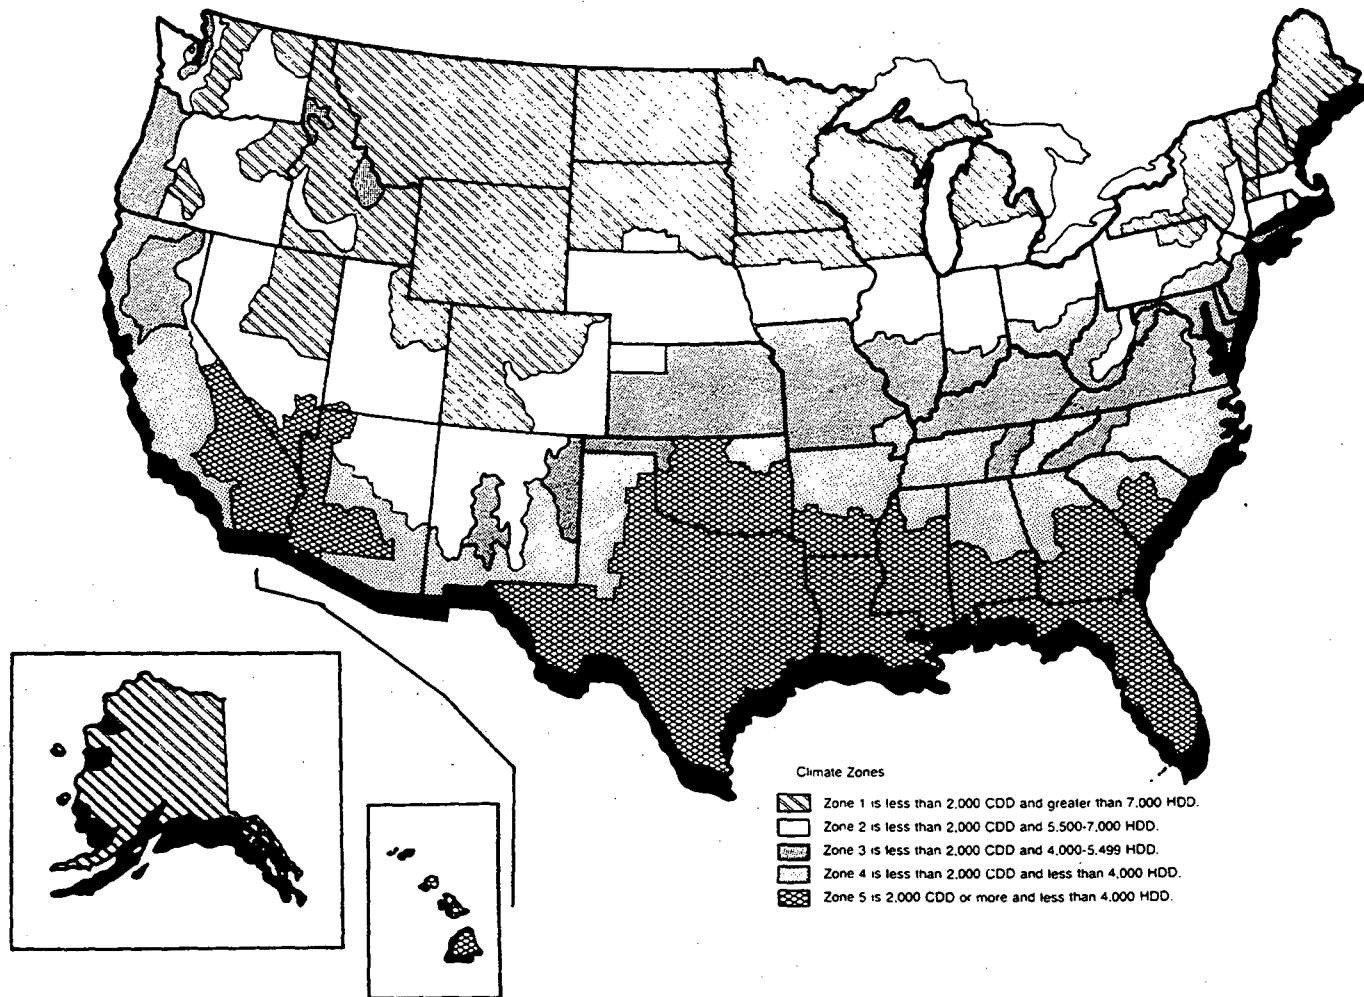 Climate Zones
Zone 1 is less than 2,000 CDD and greater than 7,000 HDD.
Zone 2 is less than 2,000 CDD and 5,500-7,000 HDD.
Zone 3 is less than 2,000 CDD and 4,000-5,499 HDD.
Zone 4 is less than 2,000 CDD and less than 4,000 HDD.
Zone 5 is 2,000 CDD or more and less than 4,000 HDD.